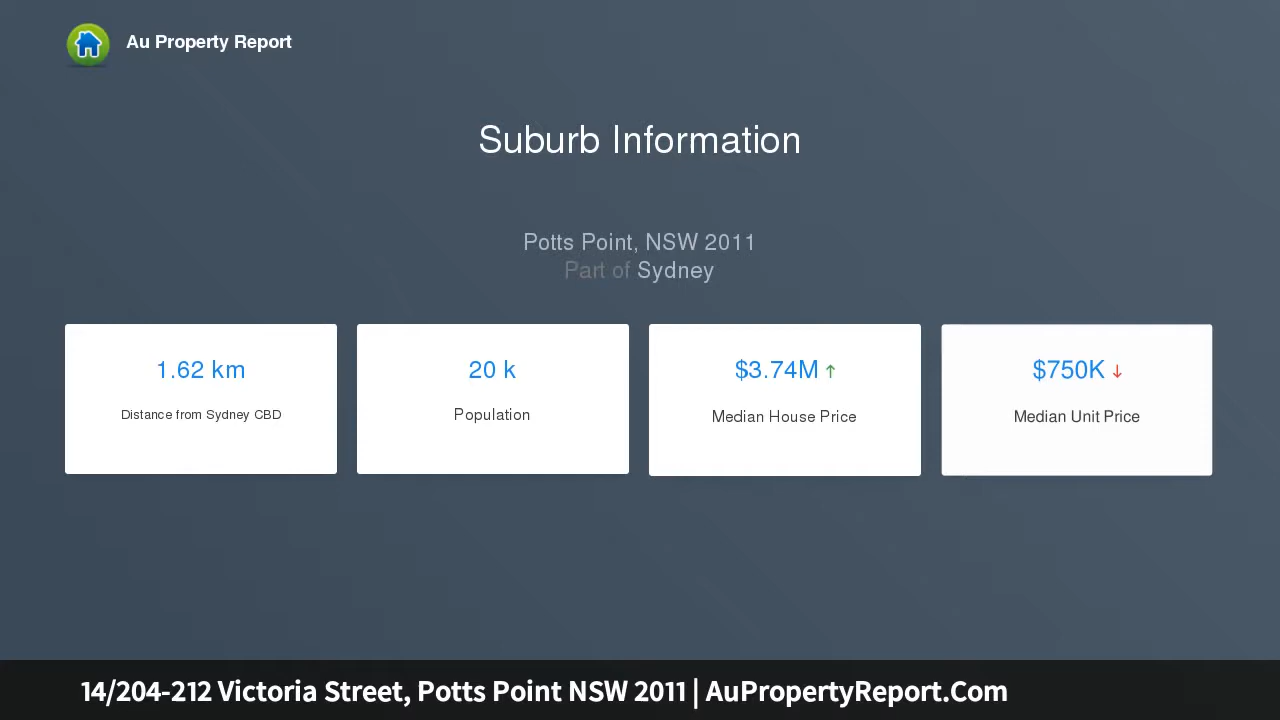 Au Property Report
Suburb Information
Potts Point, NSW 2011
Part of Sydney
1.62 km
Distance from Sydney CBD
20 k
Population
$3.74M ↑
Median House Price
$750K ↓
Median Unit Price
14/204-212 Victoria Street, Potts Point NSW 2011 | AuPropertyReport.Com